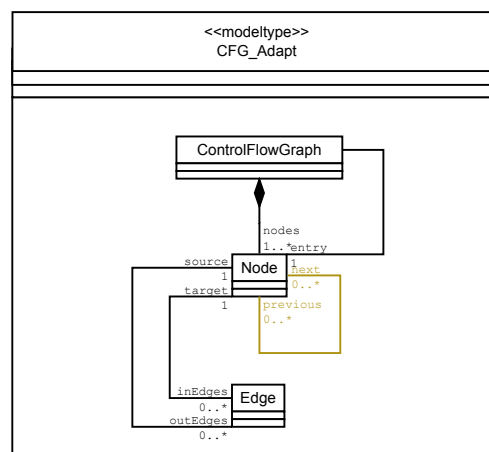 <<modeltype>>
CFG_Adapt
ControlFlowGraph
nodes
1..*
entry
1
source
1
Node
next
0..*
target
1
previous
0..*
inEdges
0..*
Edge
outEdges
0..*